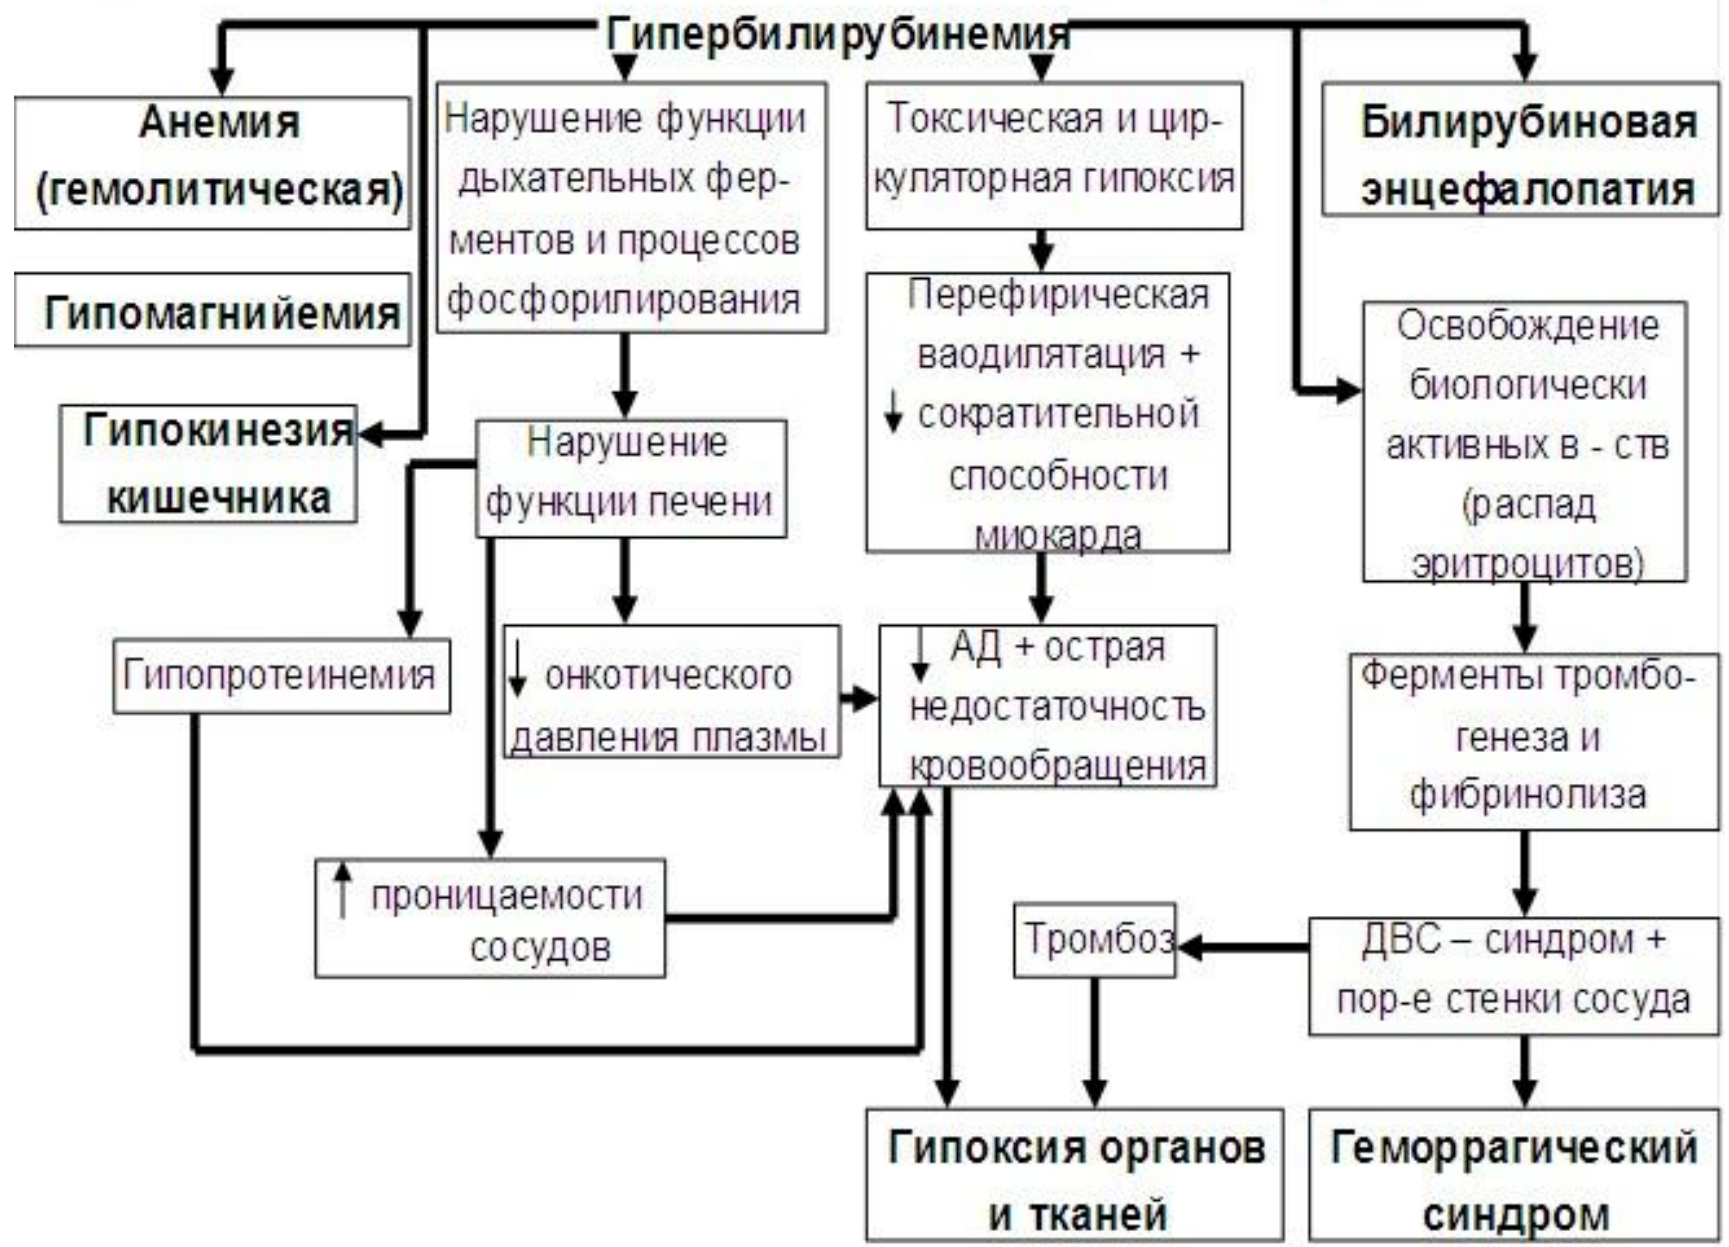 Гипербилирубинемия
Анемия
(гемолитическая)
Нарушение функции
дыхательных фер-
ментов и процессов
фосфорилирования
Токсическая и цир-
куляторная гипоксия
Билирубиновая
энцефалопатия
Гипомагнийемия
Перефирическая
ваодилятация +
↓ сократительной
способности
миокарда
Освобождение
биологически
активных в - ств
(распад
эритроцитов)
Гипокинезия
кишечника
Нарушение
функции печени
Гипопротеинемия
↓ онкотического
давления плазмы
↓ АД + острая
недостаточность
кровообращения
Ферменты тромбо-
генеза и
фибринолиза
↑ проницаемости
сосудов
Тромбоз
ДВС – синдром +
пор-е стенки сосуда
Гипоксия органов
и тканей
Геморрагический
синдром